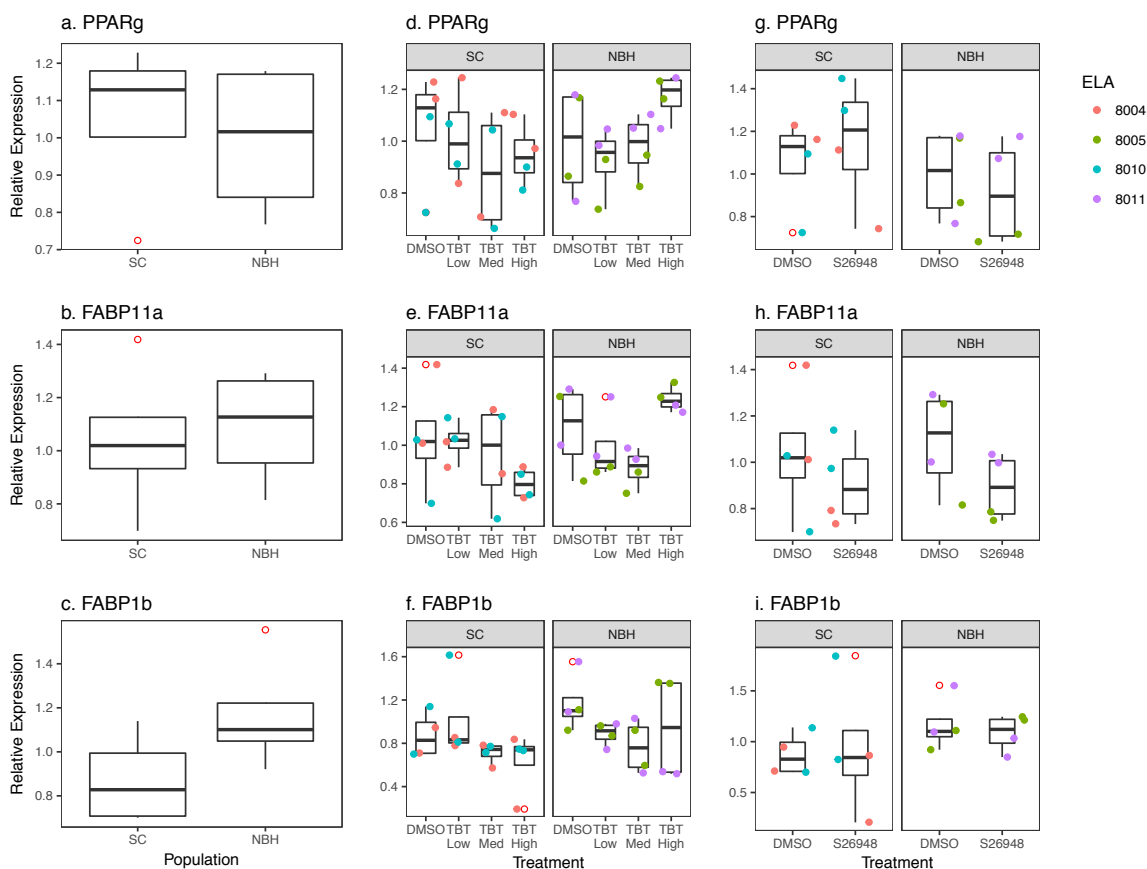 a. PPARg
Relative Expression
1.2
1.1
1.0
0.9
0.8
0.7
SC
NBH
d. PPARg
SC
NBH
1.2
1.0
0.8
DMSO
TBT
Low
TBT
Med
TBT
High
DMSO
TBT
Low
TBT
Med
TBT
High
g. PPARg
SC
NBH
1.4
1.2
1.0
0.8
DMSO
S26948
DMSO
S26948
ELA
8004
8005
8010
8011
b. FABP11a
Relative Expression
1.4
1.2
1.0
0.8
SC
NBH
e. FABP11a
SC
NBH
1.4
1.2
1.0
0.8
0.6
DMSO
TBT
Low
TBT
Med
TBT
High
DMSO
TBT
Low
TBT
Med
TBT
High
h. FABP11a
SC
NBH
1.4
1.2
1.0
0.8
DMSO
S26948
DMSO
S26948
c. FABP1b
Relative Expression
1.4
1.2
1.0
0.8
SC
NBH
Population
f. FABP1b
SC
NBH
1.6
1.2
0.8
0.4
DMSO
TBT
Low
TBT
Med
TBT
High
DMSO
TBT
Low
TBT
Med
TBT
High
Treatment
i. FABP1b
SC
NBH
1.5
1.0
0.5
DMSO
S26948
DMSO
S26948
Treatment